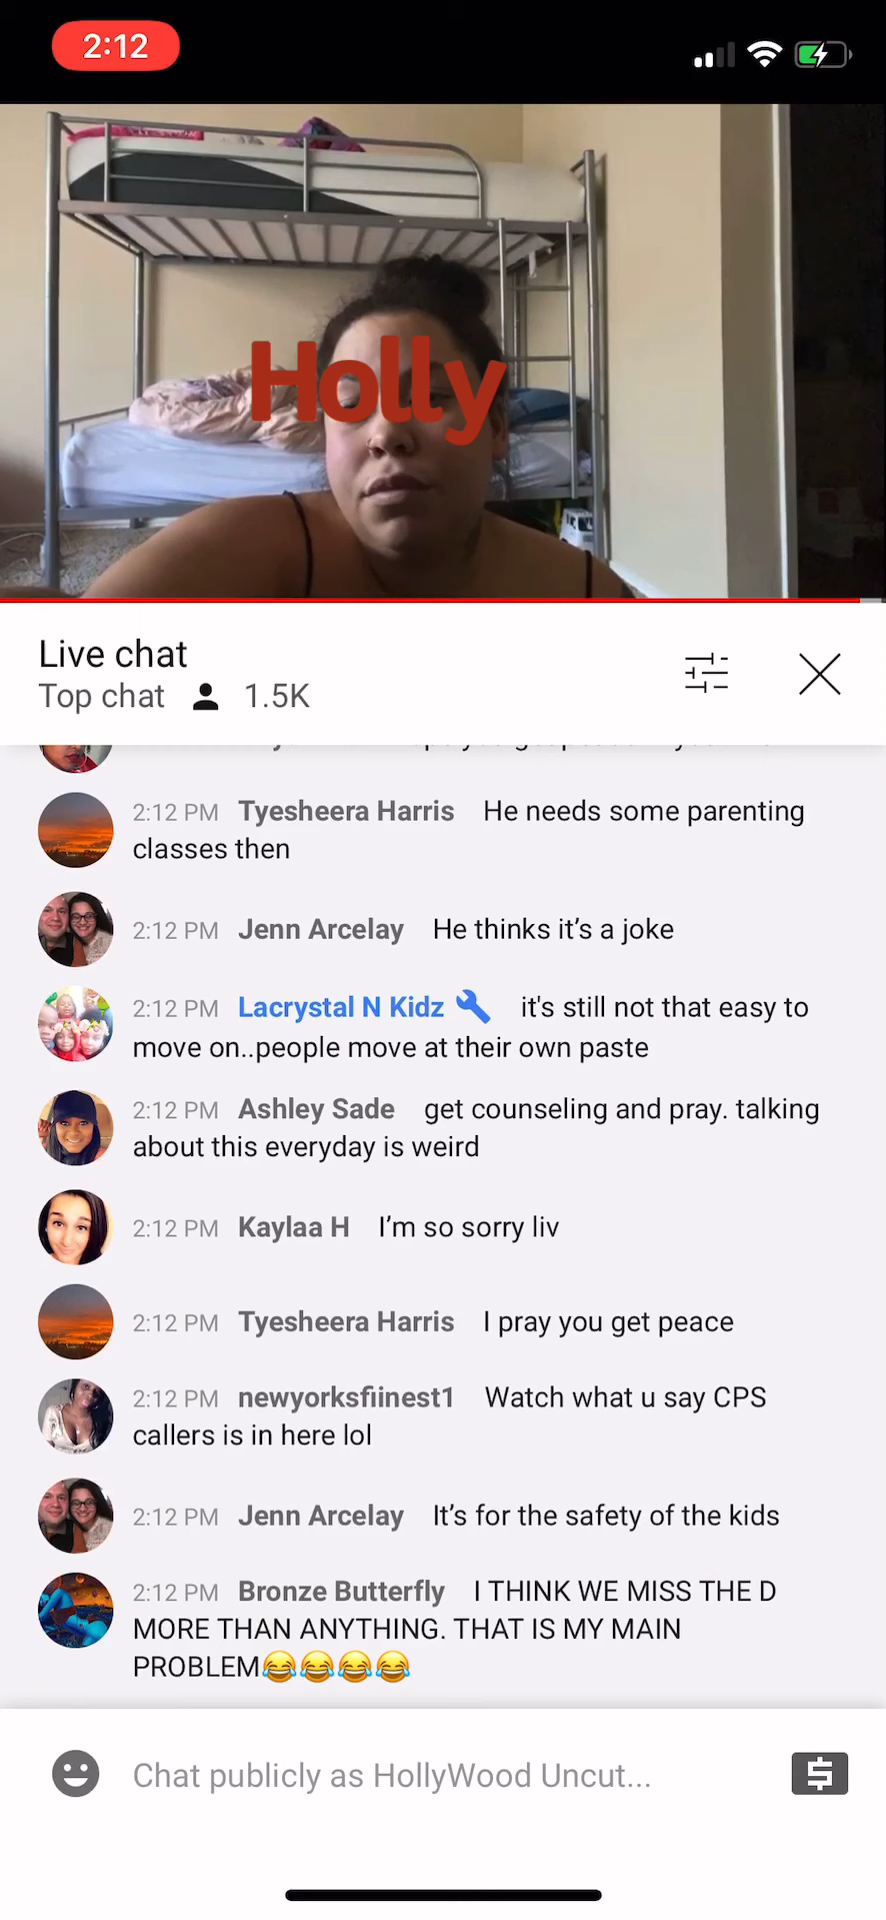 2:12
Holly
Live chat
Top chat 1.5K
2:12 PM Tyesheera Harris He needs some parenting
classes then
2:12 PM Jenn Arcelay He thinks it's a joke
2:12 PM Lacrystal N Kidz it's still not that easy to
move on..people move at their own paste
2:12 PM Ashley Sade get counseling and pray. talking
about this everyday is weird
2:12 PM Kaylaa H I'm so sorry liv
2:12 PM Tyesheera Harris I pray you get peace
2:12 PM newyorksfiinest1 Watch what u say CPS
callers is in here lol
2:12 PM Jenn Arcelay It's for the safety of the kids
2:12 PM Bronze Butterfly I THINK WE MISS THE D
MORE THAN ANYTHING. THAT IS MY MAIN
PROBLEM😂😂😂😂
Chat publicly as HollyWood Uncut...